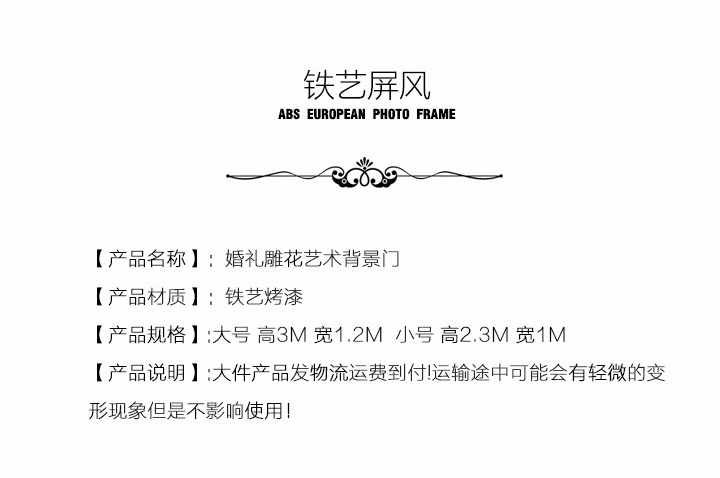 铁艺屏风
ABS EUROPEAN PHOTO FRAME
【产品名称】: 婚礼雕花艺术背景门
【产品材质】: 铁艺烤漆
【产品规格】:大号 高3M 宽1.2M 小号 高2.3M 宽1M
【产品说明】:大件产品发物流运费到付!运输途中可能会有轻微的变
形现象但是不影响使用!